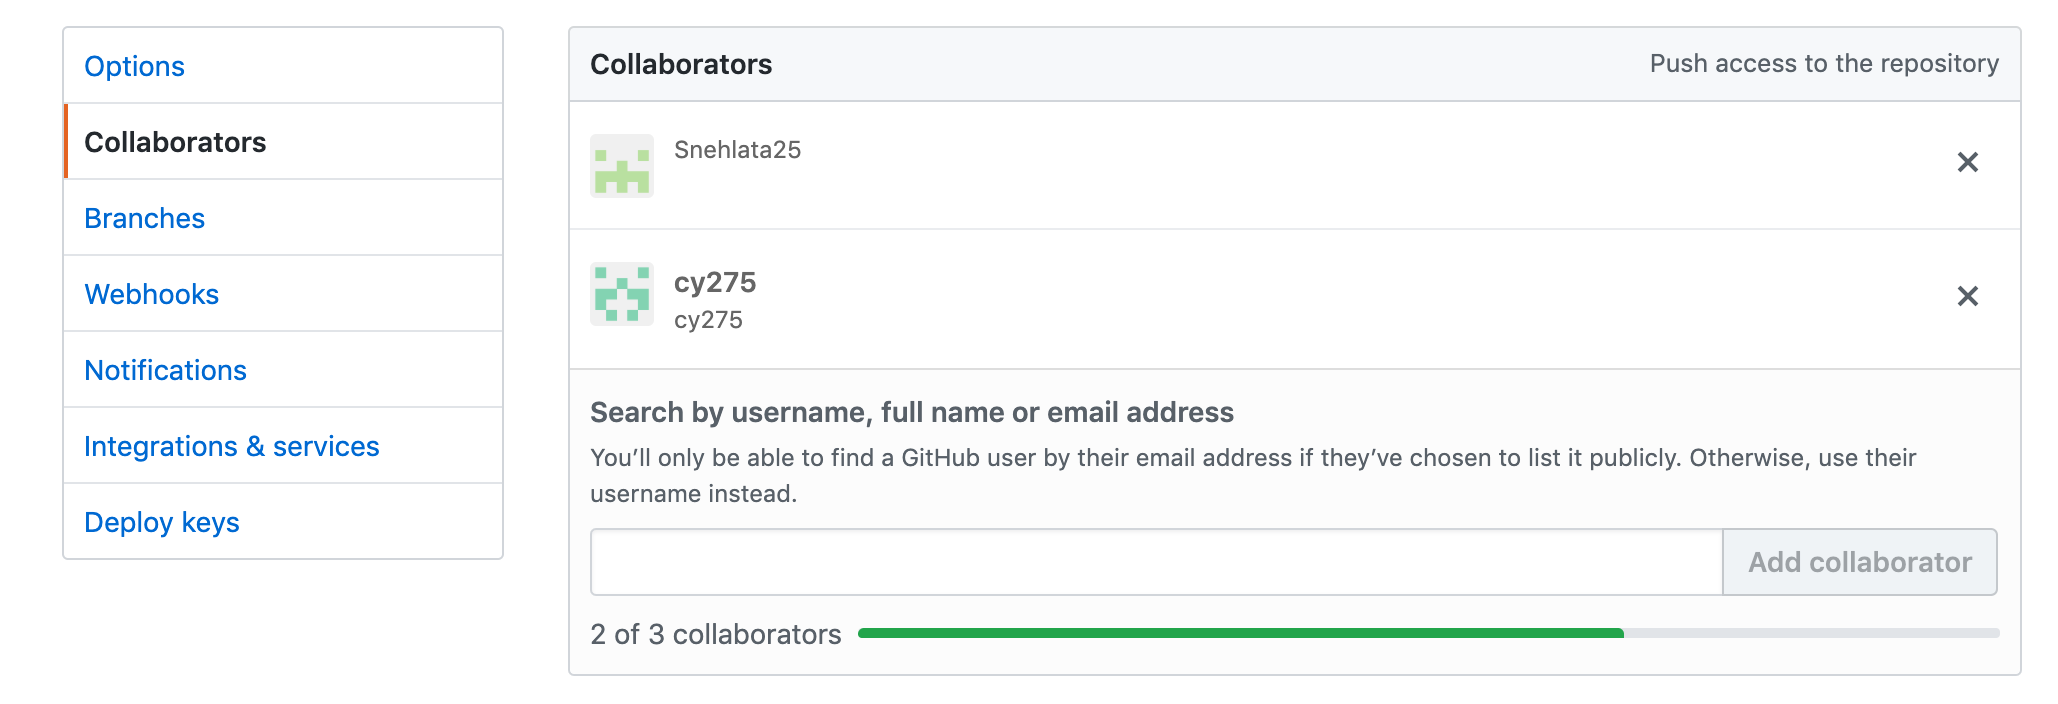 Options
Collaborators
Branches
Webhooks
Notifications
Integrations & services
Deploy keys
Collaborators
Push access to the repository
Snehlata25
cy275
cy275
Search by username, full name or email address
You’ll only be able to find a GitHub user by their email address if they’ve chosen to list it publicly. Otherwise, use their
username instead.
Add collaborator
2 of 3 collaborators